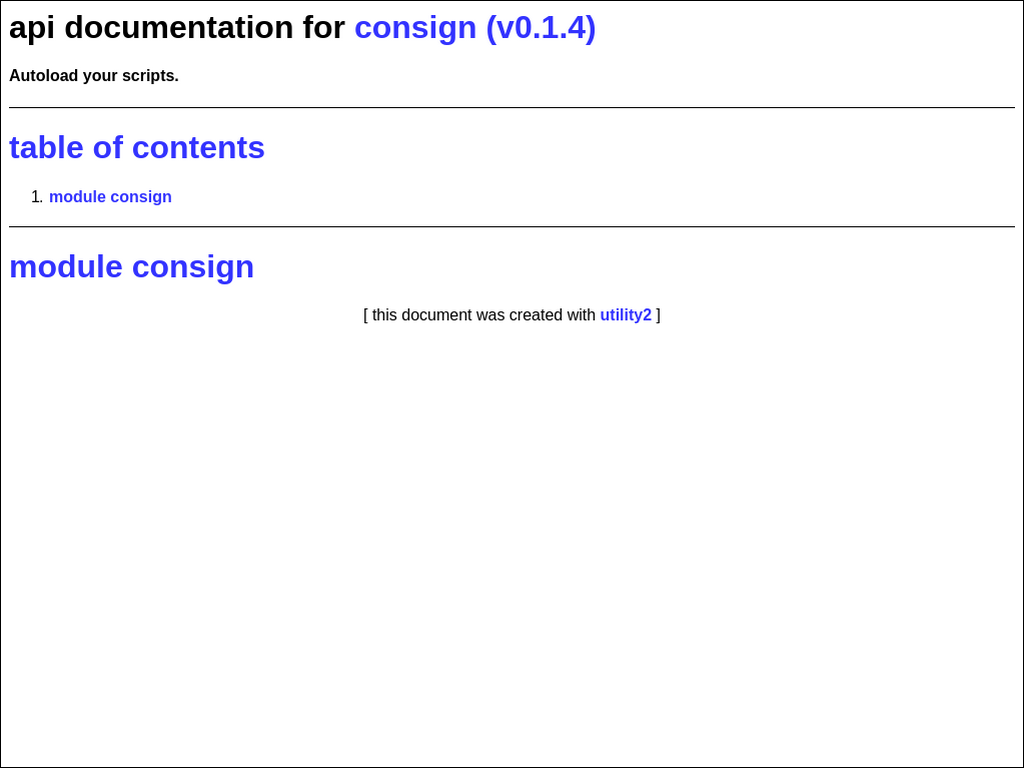 api documentation for consign (v0.1.4)
Autoload your scripts.
table of contents
1. module consign
module consign
[ this document was created with utility2 ]